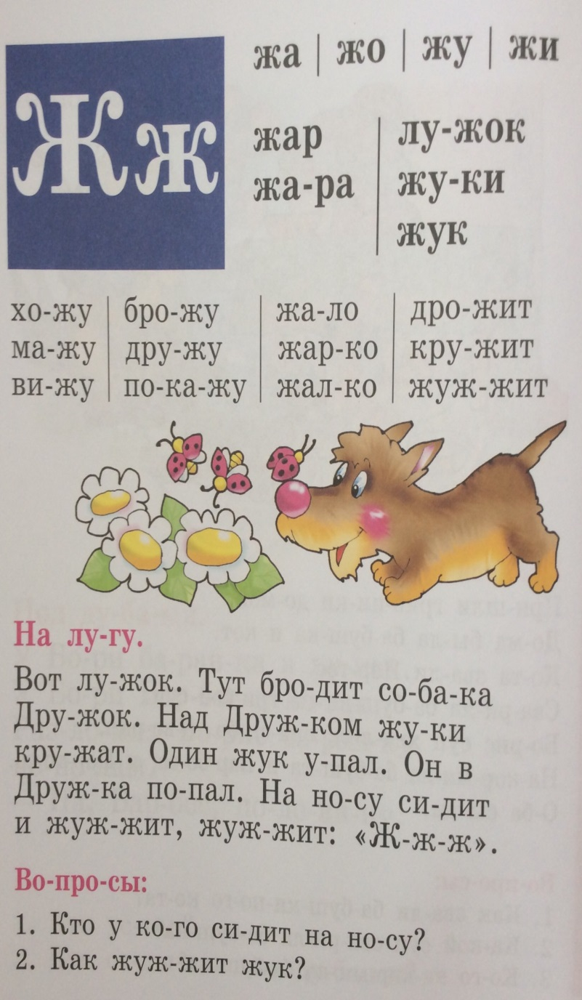 Жж
жа | жо | жу | жи
жар | лу-жок
жа-ра | жу-ки
жук
хо-жу | бро-жу | жа-ло | дро-жит
ма-жу | дру-жу | жар-ко | кру-жит
ви-жу | по-ка-жу | жал-ко | жуж-жит
На лу-гу.
Вот лу-жок. Тут бро-дит со-ба-ка
Дру-жок. Над Друж-ком жу-ки
кру-жат. Один жук у-пал. Он в
Друж-ка по-пал. На но-су си-дит
и жуж-жит, жуж-жит: «Ж-ж-ж».
Во-про-сы:
1. Кто у ко-го си-дит на но-су?
2. Как жуж-жит жук?